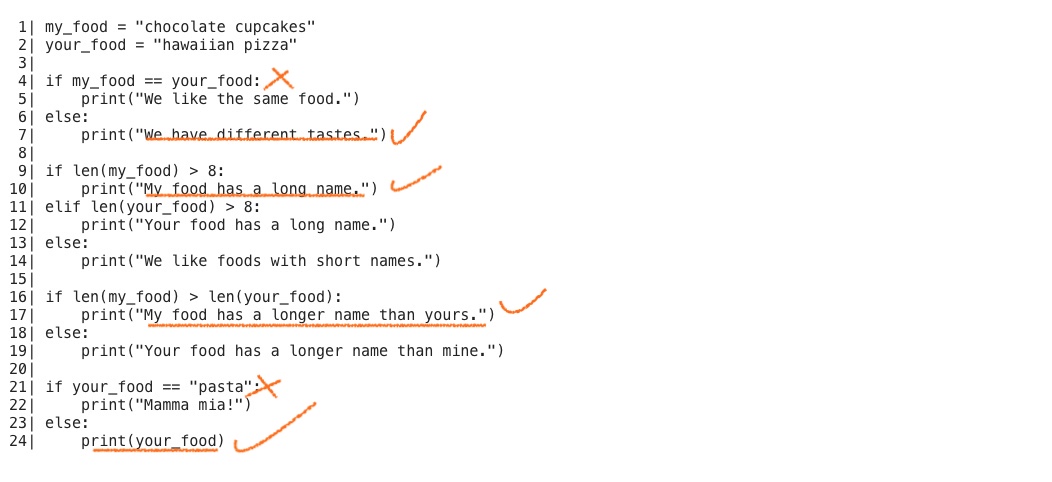 1| my_food = "chocolate cupcakes"
2| your_food = "hawaiian pizza"
3|
4| if my_food == your_food:
5|     print("We like the same food.")
6| else:
7|     print("We have different tastes.")
8|
9| if len(my_food) > 8:
10|     print("My food has a long name.")
11| elif len(your_food) > 8:
12|     print("Your food has a long name.")
13| else:
14|     print("We like foods with short names.")
15|
16| if len(my_food) > len(your_food):
17|     print("My food has a longer name than yours.")
18| else:
19|     print("Your food has a longer name than mine.")
20|
21| if your_food == "pasta":
22|     print("Mamma mia!")
23| else:
24|     print(your_food)